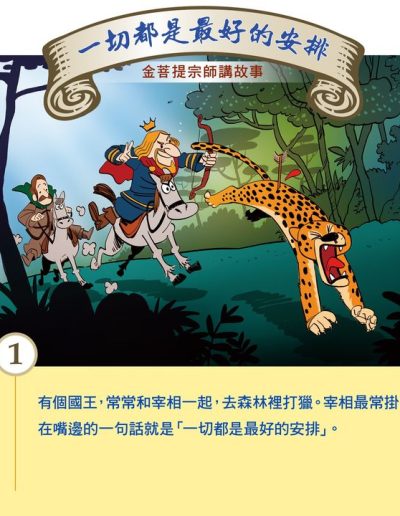 一切都是最好的安排
金菩提宗師講故事
1
有個國王，常常和宰相一起，去森林裡打獵。宰相最常掛
在嘴邊的一句話就是「一切都是最好的安排」。